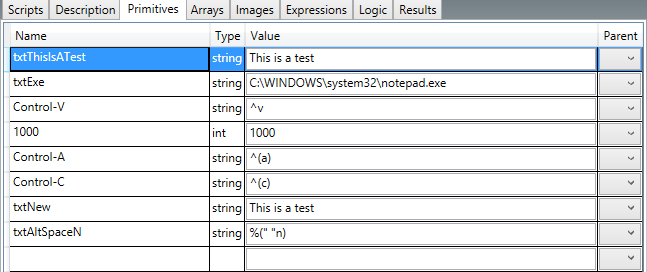 Scripts Description Primitives Arrays Images Expressions Logic Results
Name Type Value Parent
txtThisIsATest string This is a test
txtExe string C:\WINDOWS\system32\notepad.exe
Control-V string ^v
1000 int 1000
Control-A string ^(a)
Control-C string ^(c)
txtNew string This is a test
txtAltSpaceN string %(" "n)